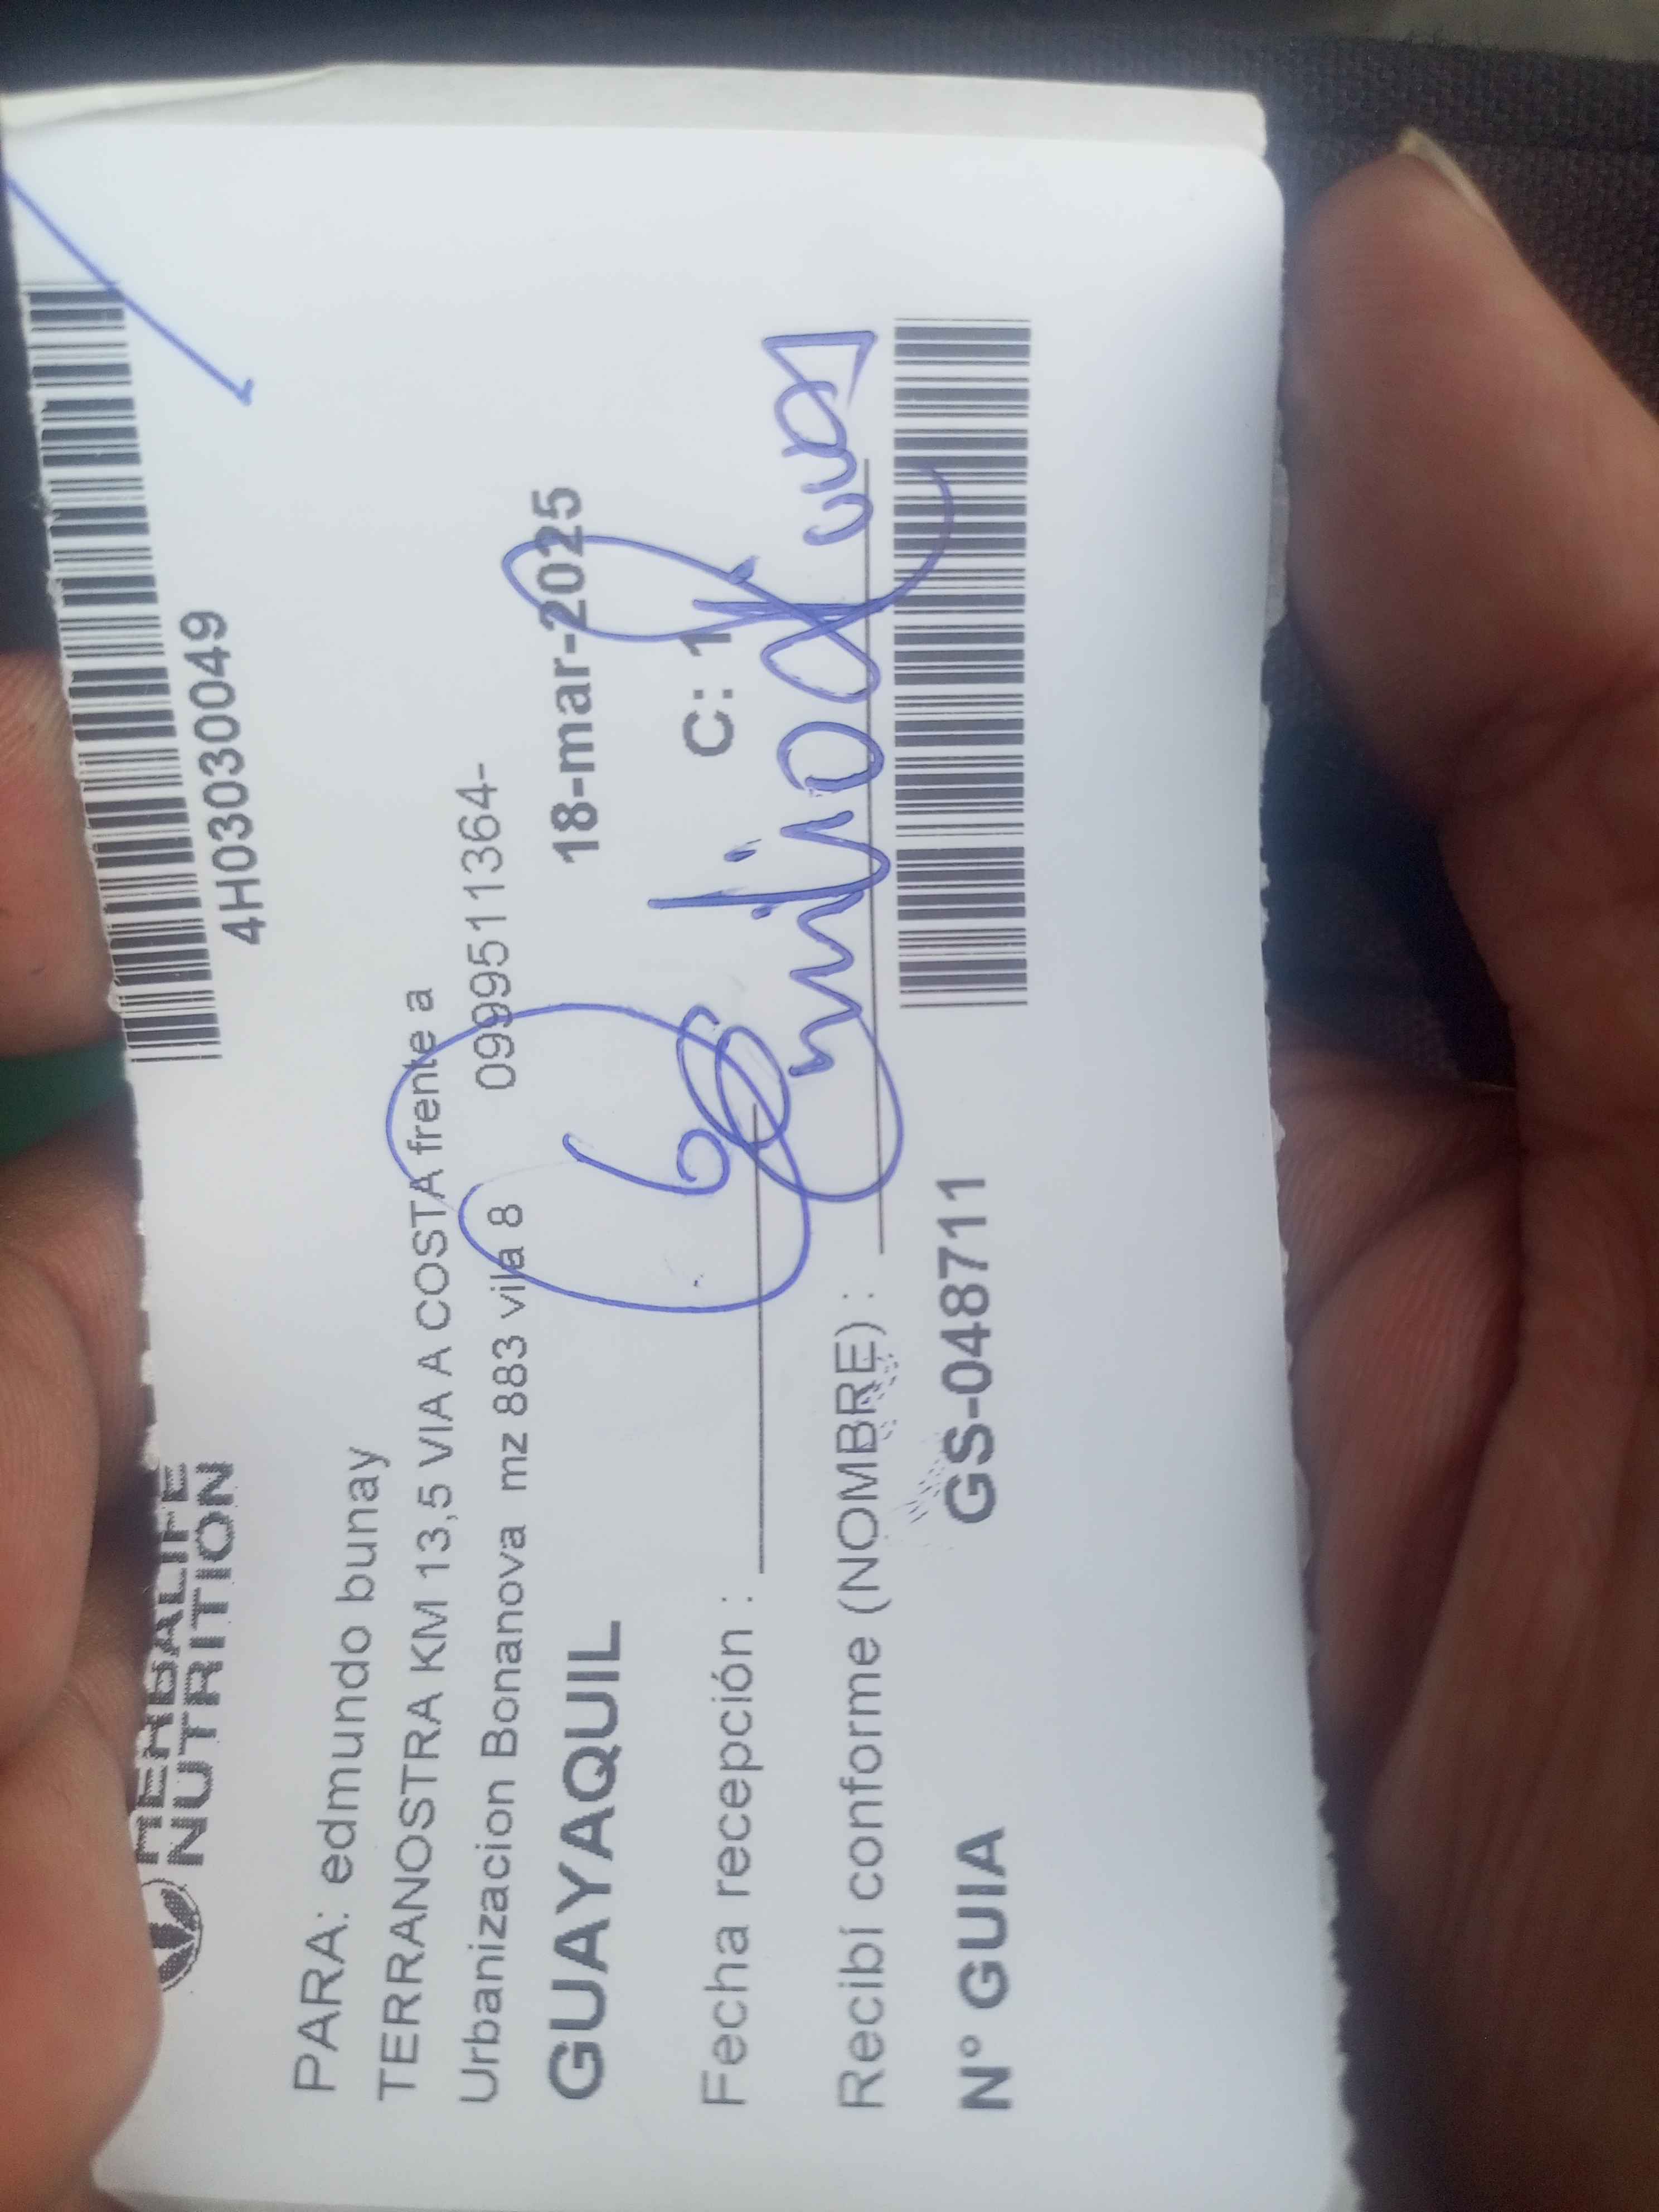 HERBALIFE
NUTRITION
4H03030049
PARA: edmundo bunay
TERRANOSTRA KM 13,5 VIA A COSTA frente a
Urbanizacion Bonanova mz 883 vila 8 0999511364-
GUAYAQUIL 18-mar-2025
C: 1
Fecha recepción :
Recibí conforme (NOMBRE) :
N° GUIA GS-048711